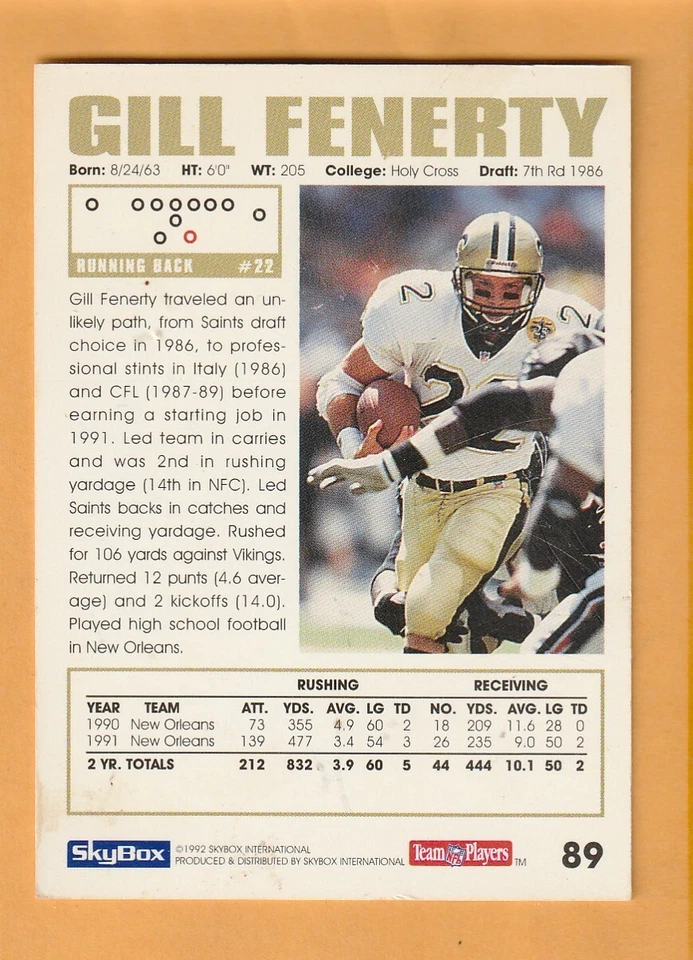 GILL FENERTY
Born: 8/24/63 HT: 6'0" WT: 205 College: Holy Cross Draft: 7th Rd 1986
RUNNING BACK #22
Gill Fenerty traveled an un-
likely path, from Saints draft
choice in 1986, to profes-
sional stints in Italy (1986)
and CFL (1987-89) before
earning a starting job in
1991. Led team in carries
and was 2nd in rushing
yardage (14th in NFC). Led
Saints backs in catches and
receiving yardage. Rushed
for 106 yards against Vikings.
Returned 12 punts (4.6 aver-
age) and 2 kickoffs (14.0).
Played high school football
in New Orleans.
2 2
22
RUSHING RECEIVING
YEAR TEAM ATT. YDS. AVG. LG TD NO. YDS. AVG. LG TD
1990 New Orleans 73 355 4.9 60 2 18 209 11.6 28 0
1991 New Orleans 139 477 3.4 54 3 26 235 9.0 50 2
2 YR. TOTALS 212 832 3.9 60 5 44 444 10.1 50 2
SkyBox
©1992 SKYBOX INTERNATIONAL
PRODUCED & DISTRIBUTED BY SKYBOX INTERNATIONAL
Team NFL Players TM
89